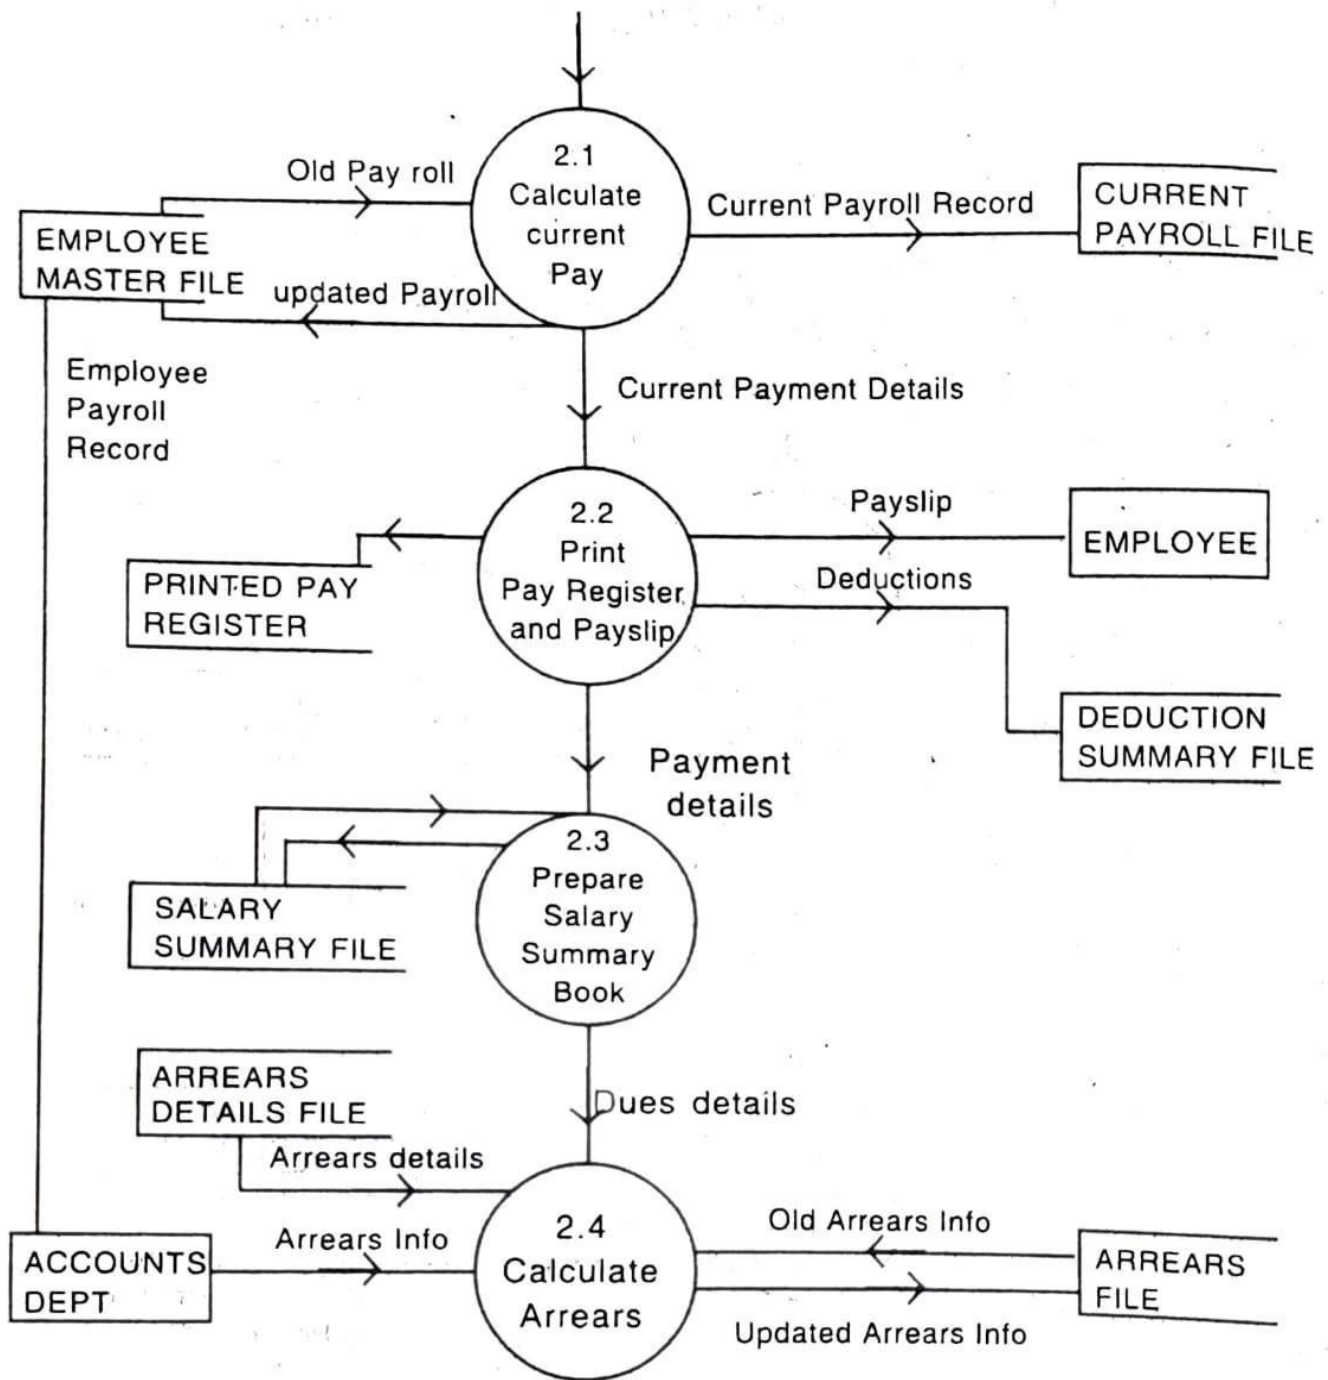 2.1
Calculate
current
Pay
Old Pay roll
Current Payroll Record
CURRENT
PAYROLL FILE
EMPLOYEE
MASTER FILE
updated Payroll
Employee
Payroll
Record
Current Payment Details
2.2
Print
Pay Register
and Payslip
Payslip
EMPLOYEE
Deductions
PRINTED PAY
REGISTER
DEDUCTION
SUMMARY FILE
Payment
details
2.3
Prepare
Salary
Summary
Book
SALARY
SUMMARY FILE
ARREARS
DETAILS FILE
Dues details
Arrears details
2.4
Calculate
Arrears
Arrears Info
ACCOUNTS
DEPT
Old Arrears Info
ARREARS
FILE
Updated Arrears Info